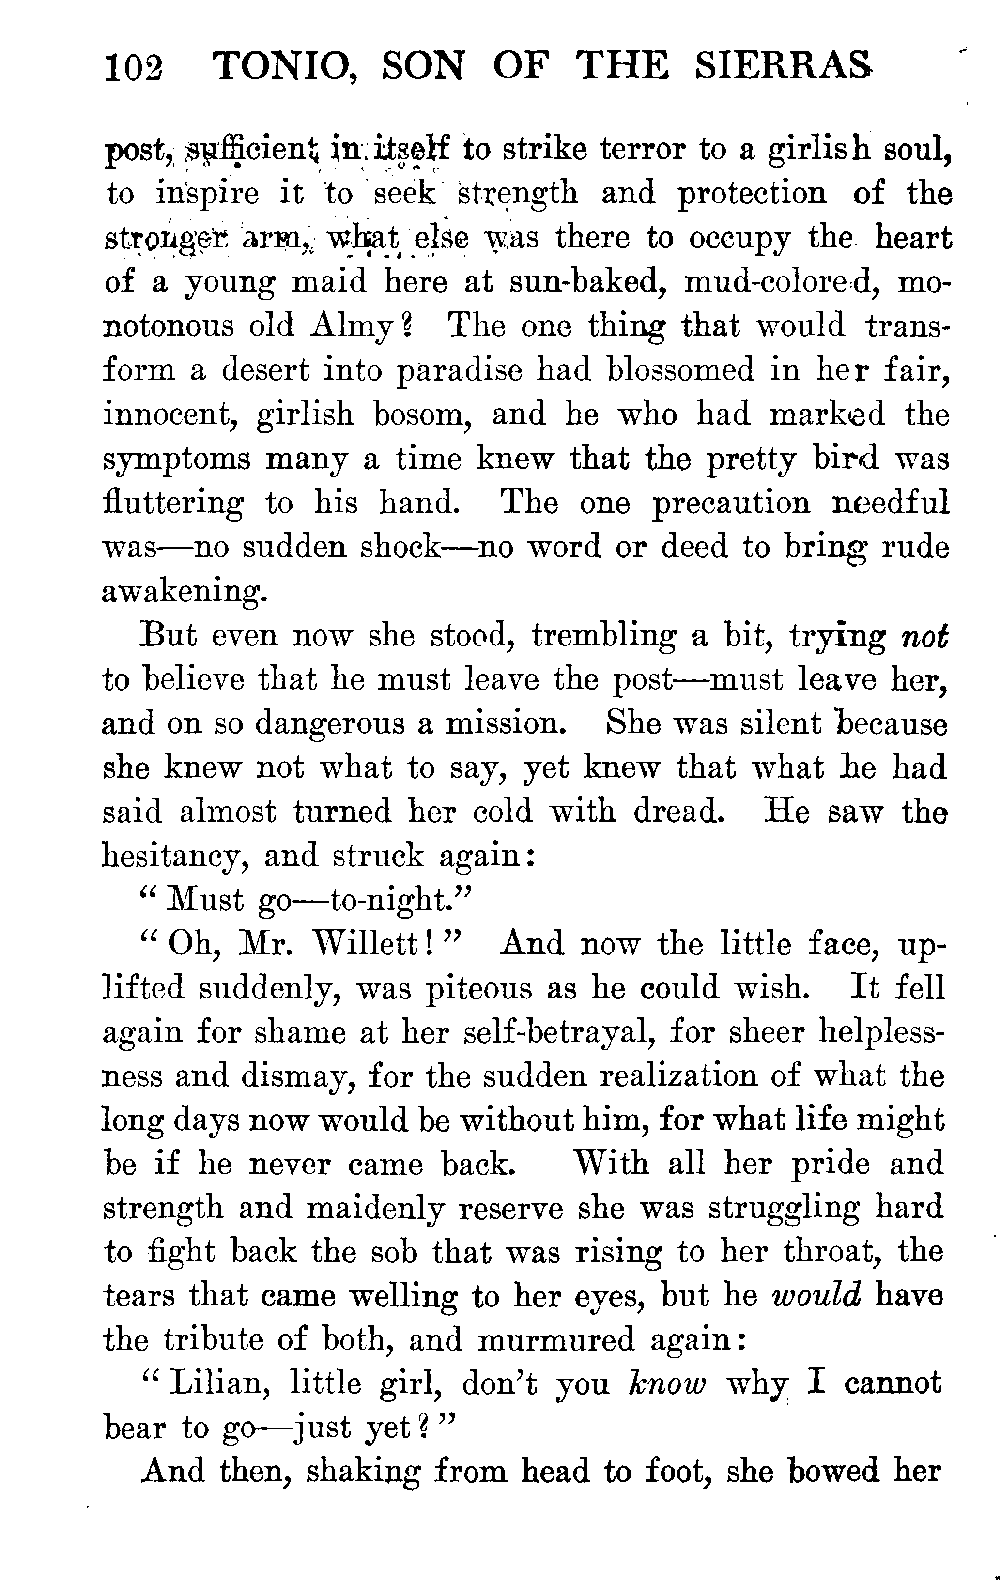 102 TONIO, SON OF THE SIERRAS
post, sufficient in itself to strike terror to a girlish soul,
to inspire it to seek strength and protection of the
stronger arm, what else was there to occupy the heart
of a young maid here at sun-baked, mud-colored, mo-
notonous old Almy? The one thing that would trans-
form a desert into paradise had blossomed in her fair,
innocent, girlish bosom, and he who had marked the
symptoms many a time knew that the pretty bird was
fluttering to his hand. The one precaution needful
was—no sudden shock—no word or deed to bring rude
awakening.
But even now she stood, trembling a bit, trying not
to believe that he must leave the post—must leave her,
and on so dangerous a mission. She was silent because
she knew not what to say, yet knew that what he had
said almost turned her cold with dread. He saw the
hesitancy, and struck again:
“ Must go—to-night.”
“ Oh, Mr. Willett! ” And now the little face, up-
lifted suddenly, was piteous as he could wish. It fell
again for shame at her self-betrayal, for sheer helpless-
ness and dismay, for the sudden realization of what the
long days now would be without him, for what life might
be if he never came back. With all her pride and
strength and maidenly reserve she was struggling hard
to fight back the sob that was rising to her throat, the
tears that came welling to her eyes, but he would have
the tribute of both, and murmured again:
“ Lilian, little girl, don’t you know why I cannot
bear to go—just yet? ”
And then, shaking from head to foot, she bowed her